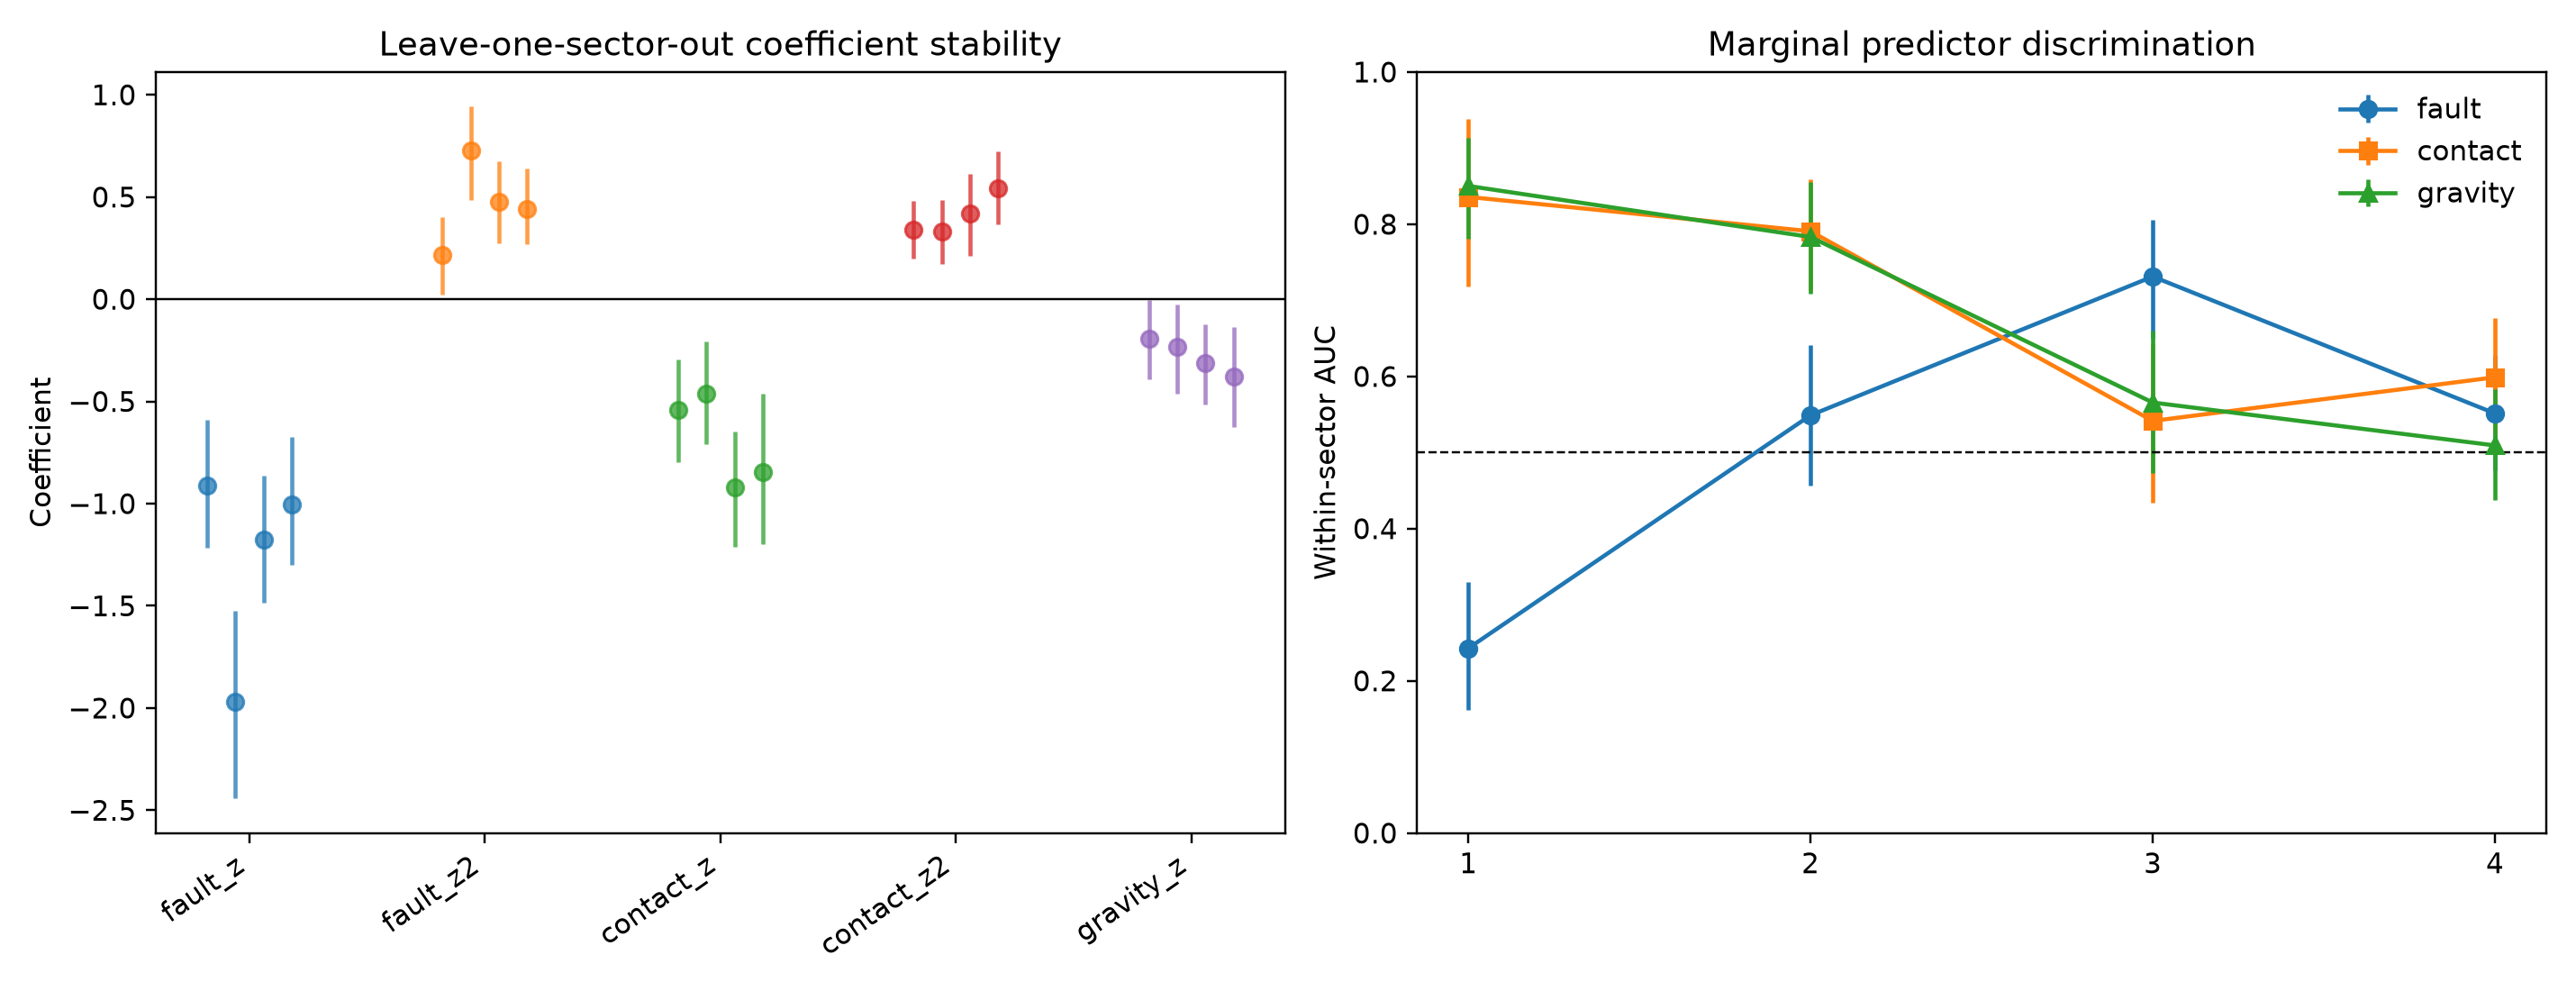 Leave-one-sector-out coefficient stability
Coefficient
1.0
0.5
0.0
−0.5
−1.0
−1.5
−2.0
−2.5
fault_z
fault_z2
contact_z
contact_z2
gravity_z
Marginal predictor discrimination
Within-sector AUC
1.0
0.8
0.6
0.4
0.2
0.0
1
2
3
4
fault
contact
gravity